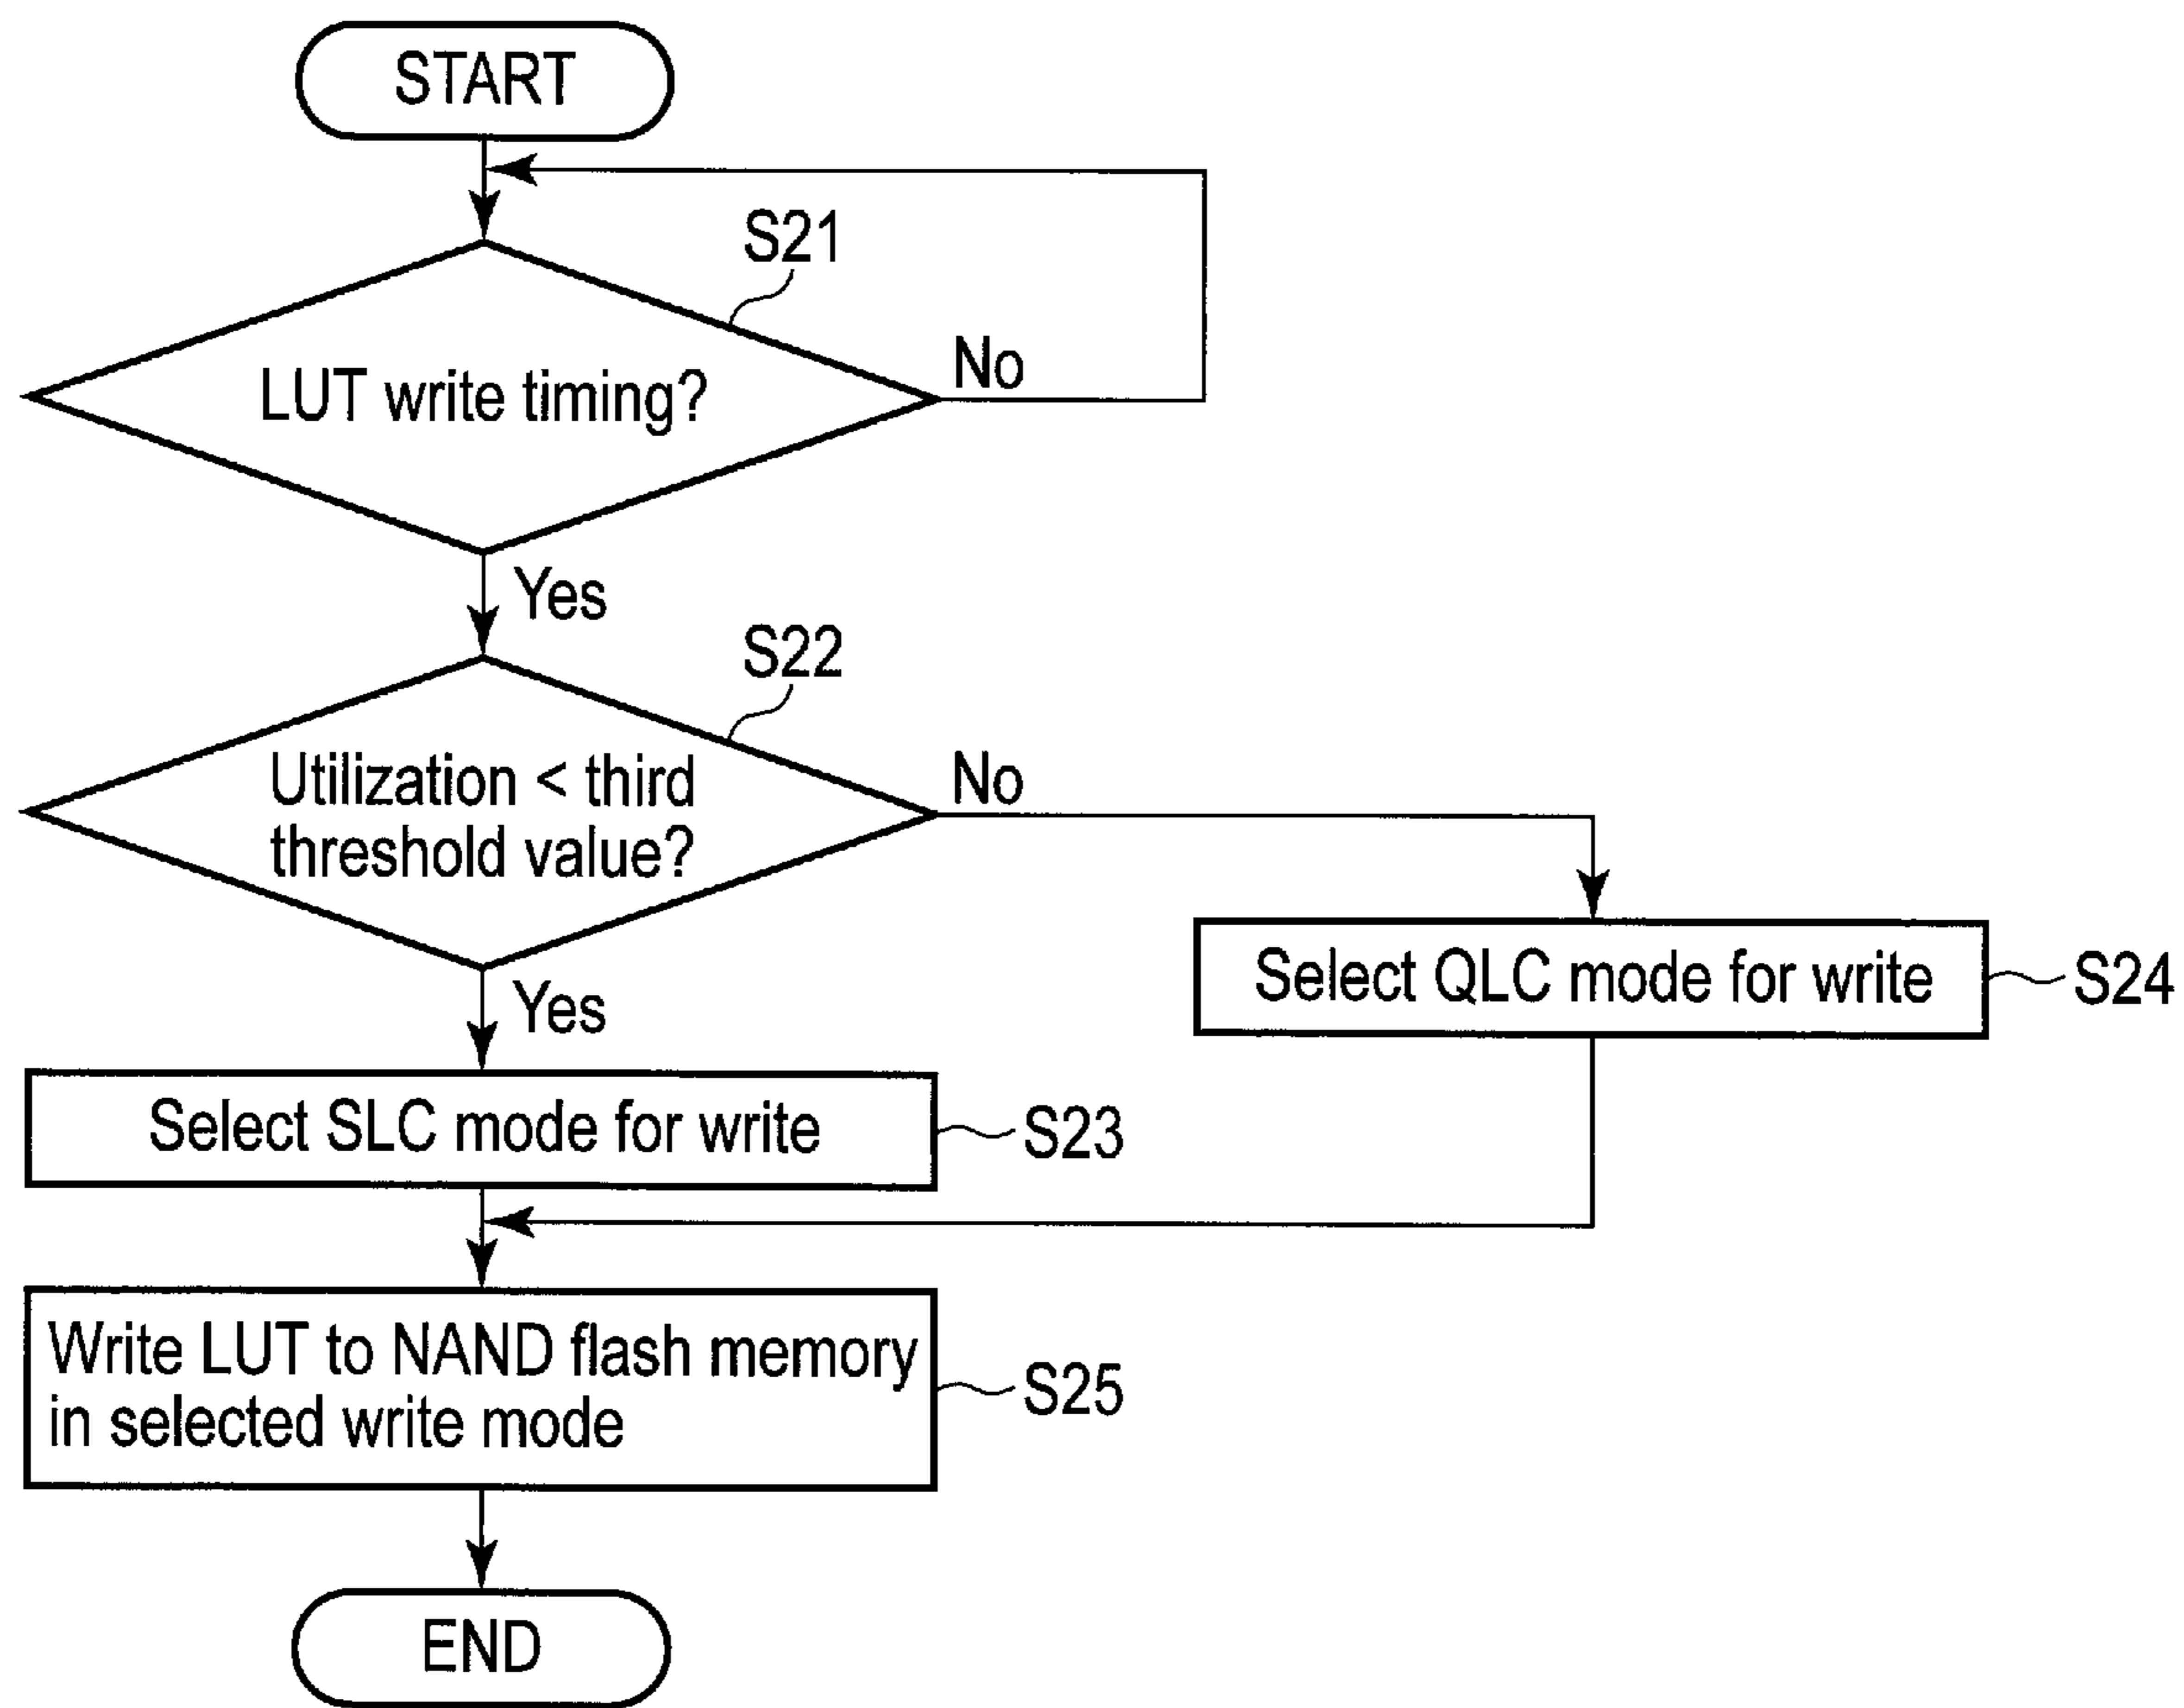 START
S21
LUT write timing?
No
Yes
S22
Utilization < third
threshold value?
No
Yes
Select QLC mode for write
S24
Select SLC mode for write
S23
Write LUT to NAND flash memory
in selected write mode
S25
END